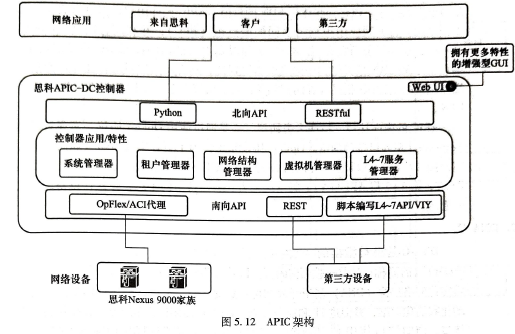 网络应用
来自思科
客户
第三方
拥有更多特性
的增强型GUI
思科APIC-DC控制器
Web UI
Python
北向API
RESTful
控制器应用/特性
系统管理器
租户管理器
网络结构
管理器
虚拟机管理器
L4~7服务
管理器
OpFlex/ACI代理
南向API
REST
脚本编写L4~7API/VIY
网络设备
思科Nexus 9000家族
第三方设备
图 5.12 APIC 架构